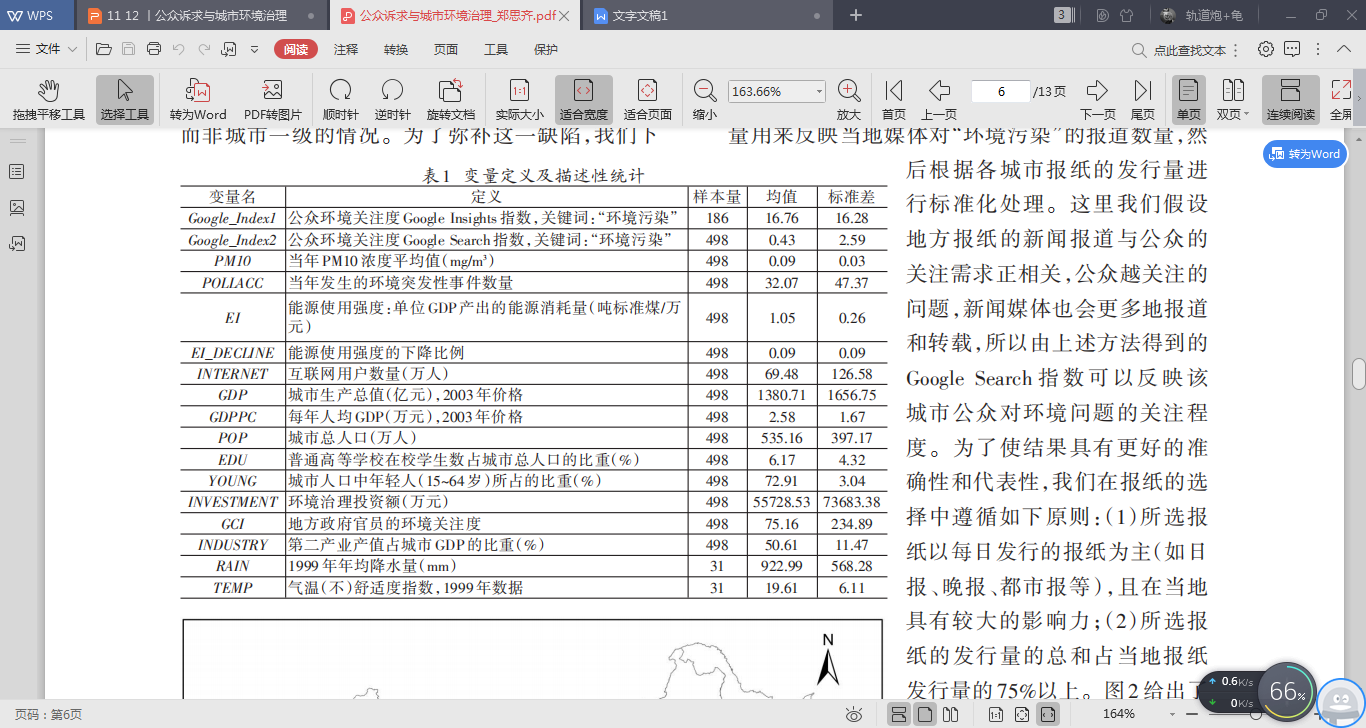 WPS
11 12 丨公众诉求与城市环境治理
公众诉求与城市环境治理_郑思齐.pdf
文字文稿1
3
轨道炮+龟
文件
阅读
注释
转换
页面
工具
保护
点此查找文本
拖拽平移工具
选择工具
转为Word
PDF转图片
顺时针
逆时针
旋转文档
实际大小
适合宽度
适合页面
缩小
163.66%
放大
首页
上一页
6
/13页
下一页
尾页
单页
双页
连续阅读
全屏
转为Word
而非城市一级的情况。为了弥补这一缺陷,我们下
表1 变量定义及描述性统计
变量名 定义 样本量 均值 标准差
Google_Index1 公众环境关注度Google Insights指数,关键词:“环境污染” 186 16.76 16.28
Google_Index2 公众环境关注度Google Search指数,关键词:“环境污染” 498 0.43 2.59
PM10 当年PM10浓度平均值(mg/m³) 498 0.09 0.03
POLLACC 当年发生的环境突发性事件数量 498 32.07 47.37
EI 能源使用强度:单位GDP产出的能源消耗量(吨标准煤/万
元) 498 1.05 0.26
EI_DECLINE 能源使用强度的下降比例 498 0.09 0.09
INTERNET 互联网用户数量(万人) 498 69.48 126.58
GDP 城市生产总值(亿元),2003年价格 498 1380.71 1656.75
GDPPC 每年人均GDP(万元),2003年价格 498 2.58 1.67
POP 城市总人口(万人) 498 535.16 397.17
EDU 普通高等学校在校学生数占城市总人口的比重(%) 498 6.17 4.32
YOUNG 城市人口中年轻人(15~64岁)所占的比重(%) 498 72.91 3.04
INVESTMENT 环境治理投资额(万元) 498 55728.53 73683.38
GCI 地方政府官员的环境关注度 498 75.16 234.89
INDUSTRY 第二产业产值占城市GDP的比重(%) 498 50.61 11.47
RAIN 1999年年均降水量(mm) 31 922.99 568.28
TEMP 气温(不)舒适度指数,1999年数据 31 19.61 6.11
N
量用来反映当地媒体对“环境污染”的报道数量,然
后根据各城市报纸的发行量进
行标准化处理。这里我们假设
地方报纸的新闻报道与公众的
关注需求正相关,公众越关注的
问题,新闻媒体也会更多地报道
和转载,所以由上述方法得到的
Google Search指数可以反映该
城市公众对环境问题的关注程
度。为了使结果具有更好的准
确性和代表性,我们在报纸的选
择中遵循如下原则:(1)所选报
纸以每日发行的报纸为主(如日
报、晚报、都市报等),且在当地
具有较大的影响力;(2)所选报
纸的发行量的总和占当地报纸
发行量的75%以上。图2给出了
0.6K/s
0K/s
66%
页码:第6页
1:1
164%